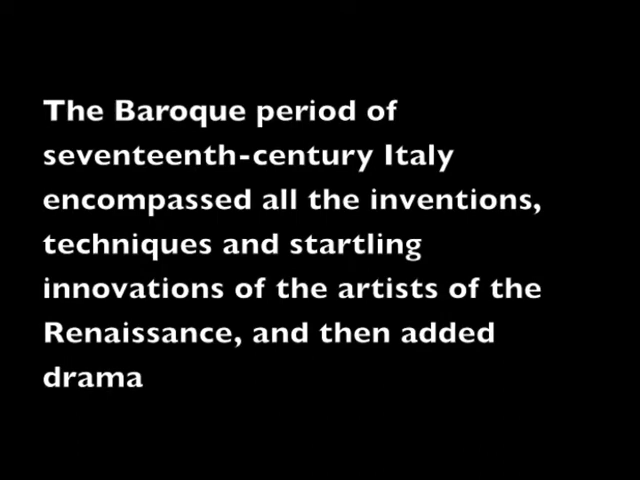 The Baroque period of
seventeenth-century Italy
encompassed all the inventions,
techniques and startling
innovations of the artists of the
Renaissance, and then added
drama